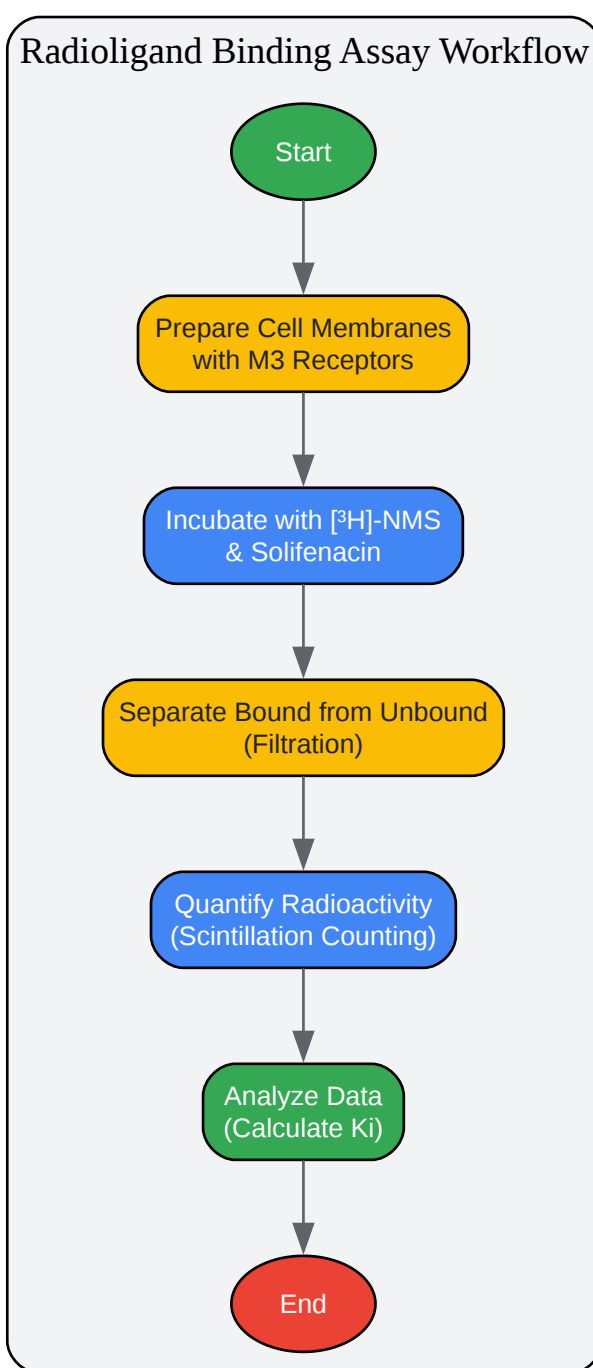 Radioligand Binding Assay Workflow
Start
Prepare Cell Membranes
with M3 Receptors
Incubate with [³H]-NMS
& Solifenacin
Separate Bound from Unbound
(Filtration)
Quantify Radioactivity
(Scintillation Counting)
Analyze Data
(Calculate Ki)
End